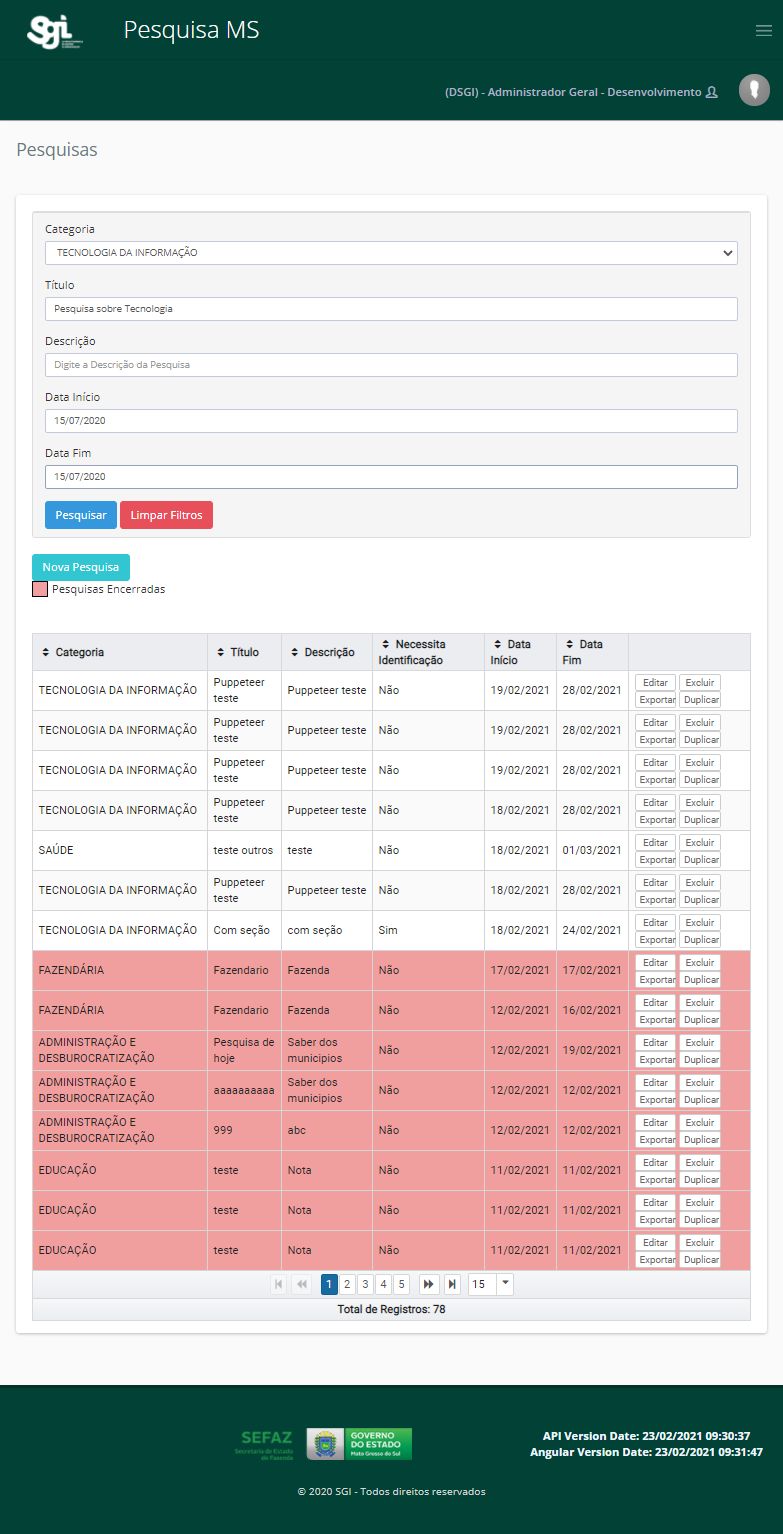 Sgi
Pesquisa MS
(DSGI) - Administrador Geral - Desenvolvimento
Pesquisas
Categoria
TECNOLOGIA DA INFORMAÇÃO
Título
Pesquisa sobre Tecnologia
Descrição
Digite a Descrição da Pesquisa
Data Início
15/07/2020
Data Fim
15/07/2020
Pesquisar Limpar Filtros
Nova Pesquisa
Pesquisas Encerradas
Categoria Título Descrição Necessita Identificação Data Início Data Fim
TECNOLOGIA DA INFORMAÇÃO Puppeteer teste Puppeteer teste Não 19/02/2021 28/02/2021 Editar Excluir Exportar Duplicar
TECNOLOGIA DA INFORMAÇÃO Puppeteer teste Puppeteer teste Não 19/02/2021 28/02/2021 Editar Excluir Exportar Duplicar
TECNOLOGIA DA INFORMAÇÃO Puppeteer teste Puppeteer teste Não 19/02/2021 28/02/2021 Editar Excluir Exportar Duplicar
TECNOLOGIA DA INFORMAÇÃO Puppeteer teste Puppeteer teste Não 18/02/2021 28/02/2021 Editar Excluir Exportar Duplicar
SAÚDE teste outros teste Não 18/02/2021 01/03/2021 Editar Excluir Exportar Duplicar
TECNOLOGIA DA INFORMAÇÃO Puppeteer teste Puppeteer teste Não 18/02/2021 28/02/2021 Editar Excluir Exportar Duplicar
TECNOLOGIA DA INFORMAÇÃO Com seção com seção Sim 18/02/2021 24/02/2021 Editar Excluir Exportar Duplicar
FAZENDÁRIA Fazendario Fazenda Não 17/02/2021 17/02/2021 Editar Excluir Exportar Duplicar
FAZENDÁRIA Fazendario Fazenda Não 12/02/2021 16/02/2021 Editar Excluir Exportar Duplicar
ADMINISTRAÇÃO E DESBUROCRATIZAÇÃO Pesquisa de hoje Saber dos municipios Não 12/02/2021 19/02/2021 Editar Excluir Exportar Duplicar
ADMINISTRAÇÃO E DESBUROCRATIZAÇÃO aaaaaaaaaa Saber dos municipios Não 12/02/2021 12/02/2021 Editar Excluir Exportar Duplicar
ADMINISTRAÇÃO E DESBUROCRATIZAÇÃO 999 abc Não 12/02/2021 12/02/2021 Editar Excluir Exportar Duplicar
EDUCAÇÃO teste Nota Não 11/02/2021 11/02/2021 Editar Excluir Exportar Duplicar
EDUCAÇÃO teste Nota Não 11/02/2021 11/02/2021 Editar Excluir Exportar Duplicar
EDUCAÇÃO teste Nota Não 11/02/2021 11/02/2021 Editar Excluir Exportar Duplicar
1 2 3 4 5 15
Total de Registros: 78
SEFAZ
Secretaria de Estado
de Fazenda
GOVERNO
DO ESTADO
Mato Grosso do Sul
API Version Date: 23/02/2021 09:30:37
Angular Version Date: 23/02/2021 09:31:47
© 2020 SGI - Todos direitos reservados